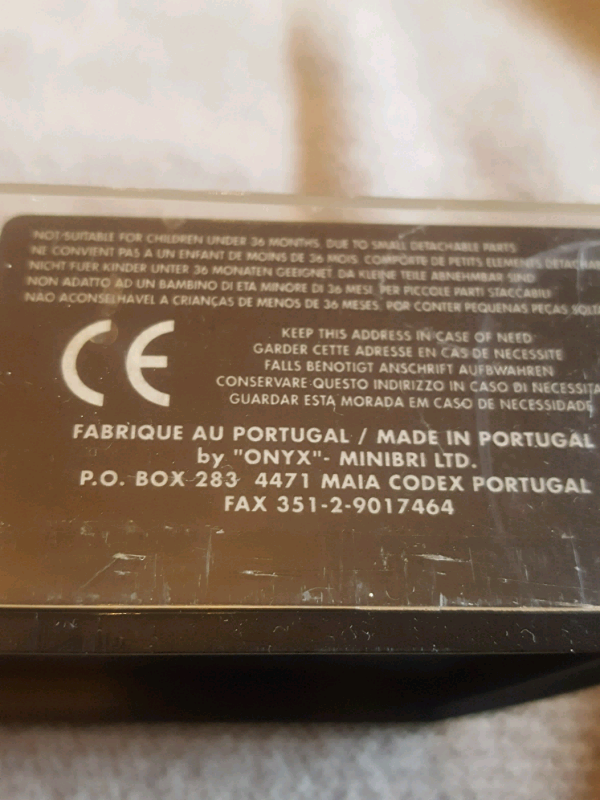 NOT SUITABLE FOR CHILDREN UNDER 36 MONTHS, DUE TO SMALL DETACHABLE PARTS
NE CONVIENT PAS A UN ENFANT DE MOINS DE 36 MOIS. COMPORTE DE PETITS ELEMENTS
NICHT FUER KINDER UNTER 36 MONATEN GEEIGNET, DA KLEINE TEILE ABNEHMBAR SIND
NON ADATTO AD UN BAMBINO DI ETA MINORE DI 36 MESI, PER PICCOLE PARTI STACCABILI
NÃO ACONSELHAVEL A CRIANÇAS DE MENOS DE 36 MESES, POR CONTER PEQUENAS PEÇAS
CE
KEEP THIS ADDRESS IN CASE OF NEED
GARDER CETTE ADRESSE EN CAS DE NECESSITE
FALLS BENÖTIGT ANSCHRIFT AUFBWAHREN
CONSERVARE QUESTO INDIRIZZO IN CASO DI NECESSITA
GUARDAR ESTA MORADA EM CASO DE NECESSIDADE
FABRIQUE AU PORTUGAL / MADE IN PORTUGAL
by "ONYX"- MINIBRI LTD.
P.O. BOX 283 4471 MAIA CODEX PORTUGAL
FAX 351-2-9017464